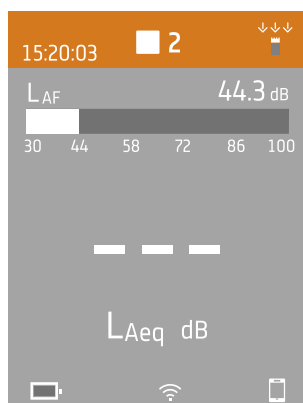 15:20:03 2
LAF 44.3 dB
30 44 58 72 86 100
– – –
LAeq dB